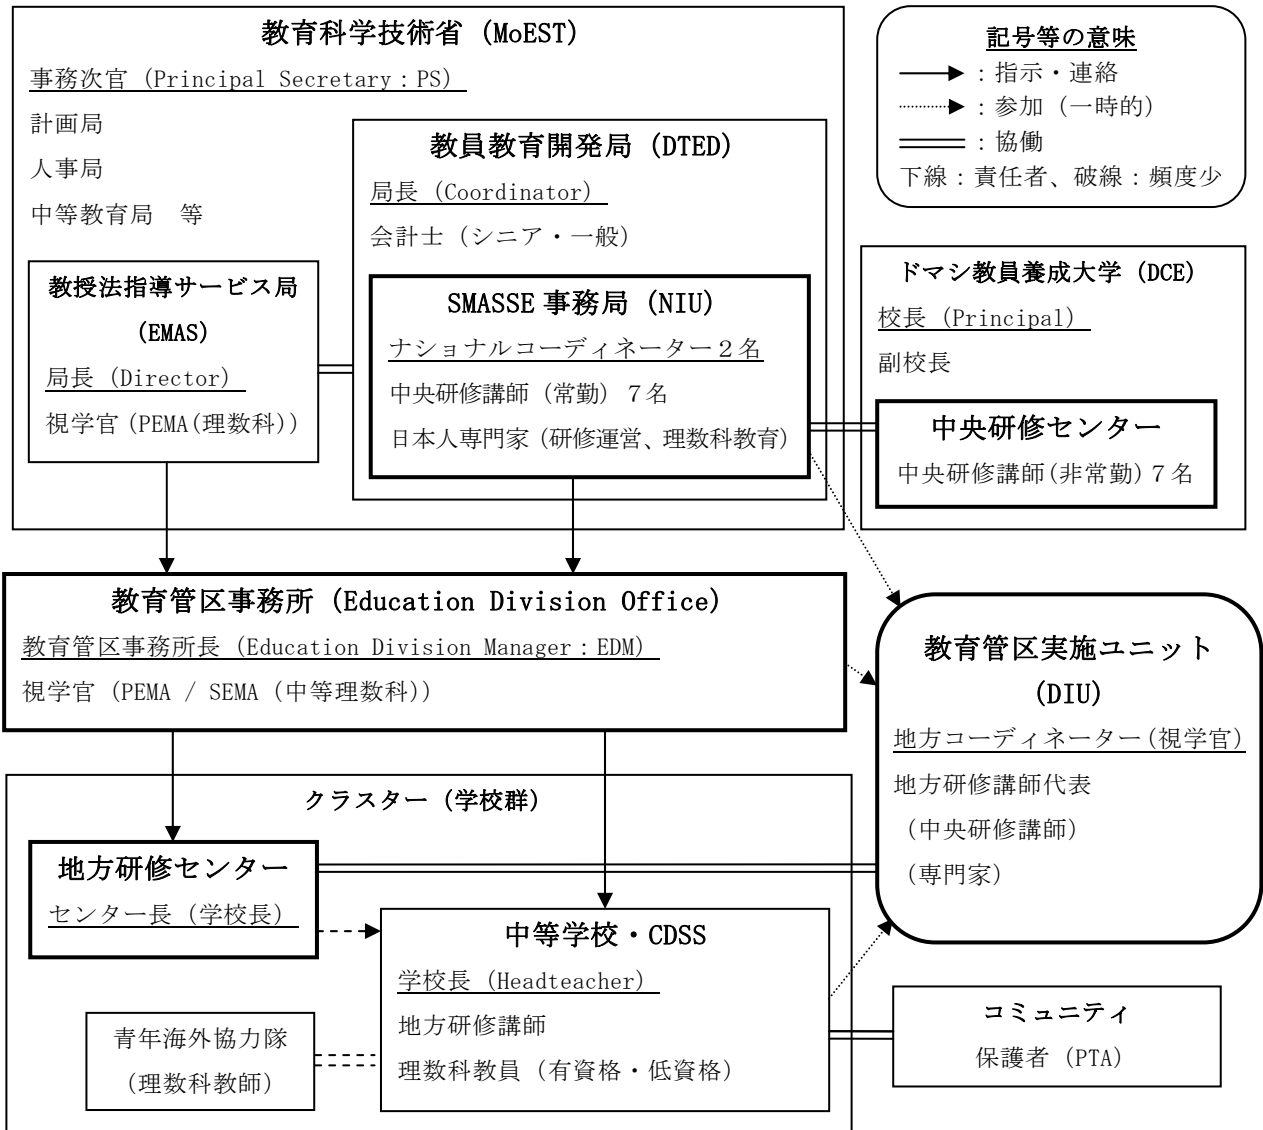 教育科学技術省 (MoEST)
事務次官 (Principal Secretary：PS)
計画局
人事局
中等教育局　等
教授法指導サービス局
(EMAS)
局長 (Director)
視学官 (PEMA(理数科))
教員教育開発局 (DTED)
局長 (Coordinator)
会計士 (シニア・一般)
SMASSE 事務局 (NIU)
ナショナルコーディネーター２名
中央研修講師 (常勤) ７名
日本人専門家 (研修運営、理数科教育)
記号等の意味
：指示・連絡
：参加 (一時的)
：協働
下線：責任者、破線：頻度少
ドマシ教員養成大学 (DCE)
校長 (Principal)
副校長
中央研修センター
中央研修講師(非常勤)７名
教育管区事務所 (Education Division Office)
教育管区事務所長 (Education Division Manager：EDM)
視学官 (PEMA / SEMA (中等理数科))
教育管区実施ユニット
(DIU)
地方コーディネーター(視学官)
地方研修講師代表
(中央研修講師)
(専門家)
クラスター (学校群)
地方研修センター
センター長 (学校長)
中等学校・CDSS
学校長 (Headteacher)
地方研修講師
理数科教員 (有資格・低資格)
青年海外協力隊
(理数科教師)
コミュニティ
保護者 (PTA)